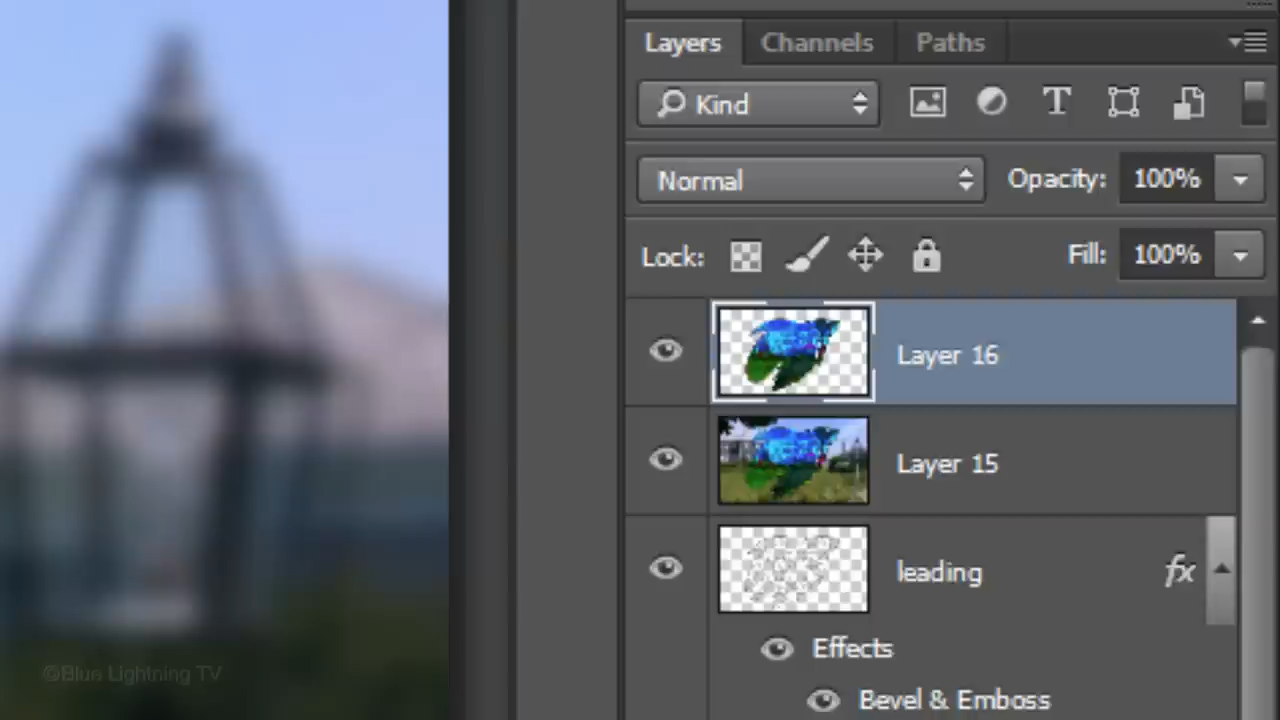 Layers Channels Paths
Kind T
Normal Opacity: 100%
Lock: Fill: 100%
Layer 16
Layer 15
leading fx
Effects
Bevel & Emboss
©Blue Lightning TV